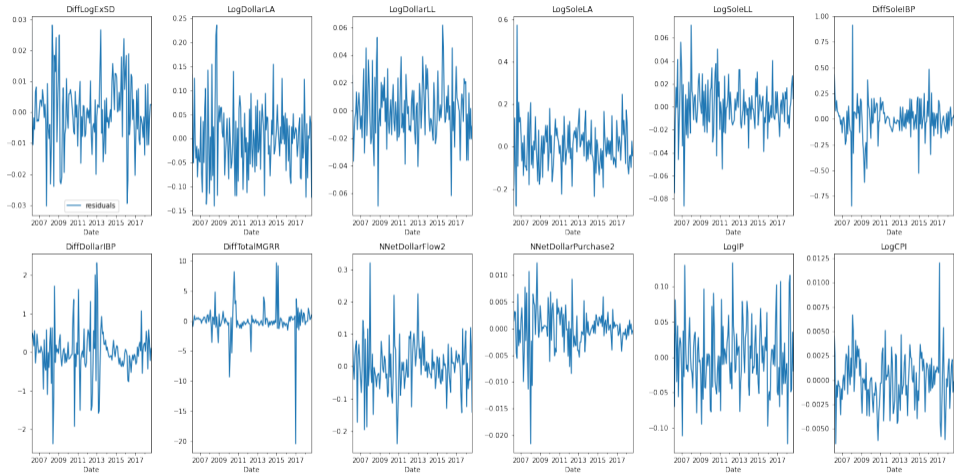 DiffLogExSD
0.03
0.02
0.01
0.00
−0.01
−0.02
−0.03
residuals
2007 2009 2011 2013 2015 2017
Date
LogDollarLA
0.25
0.20
0.15
0.10
0.05
0.00
−0.05
−0.10
−0.15
2007 2009 2011 2013 2015 2017
Date
LogDollarLL
0.06
0.04
0.02
0.00
−0.02
−0.04
−0.06
2007 2009 2011 2013 2015 2017
Date
LogSoleLA
0.6
0.4
0.2
0.0
−0.2
2007 2009 2011 2013 2015 2017
Date
LogSoleLL
0.06
0.04
0.02
0.00
−0.02
−0.04
−0.06
−0.08
2007 2009 2011 2013 2015 2017
Date
DiffSoleIBP
1.00
0.75
0.50
0.25
0.00
−0.25
−0.50
−0.75
2007 2009 2011 2013 2015 2017
Date
DiffDollarIBP
2
1
0
−1
−2
2007 2009 2011 2013 2015 2017
Date
DiffTotalMGRR
10
5
0
−5
−10
−15
−20
2007 2009 2011 2013 2015 2017
Date
NNetDollarFlow2
0.3
0.2
0.1
0.0
−0.1
−0.2
2007 2009 2011 2013 2015 2017
Date
NNetDollarPurchase2
0.010
0.005
0.000
−0.005
−0.010
−0.015
−0.020
2007 2009 2011 2013 2015 2017
Date
LogIP
0.10
0.05
0.00
−0.05
−0.10
2007 2009 2011 2013 2015 2017
Date
LogCPI
0.0125
0.0100
0.0075
0.0050
0.0025
0.0000
−0.0025
−0.0050
2007 2009 2011 2013 2015 2017
Date